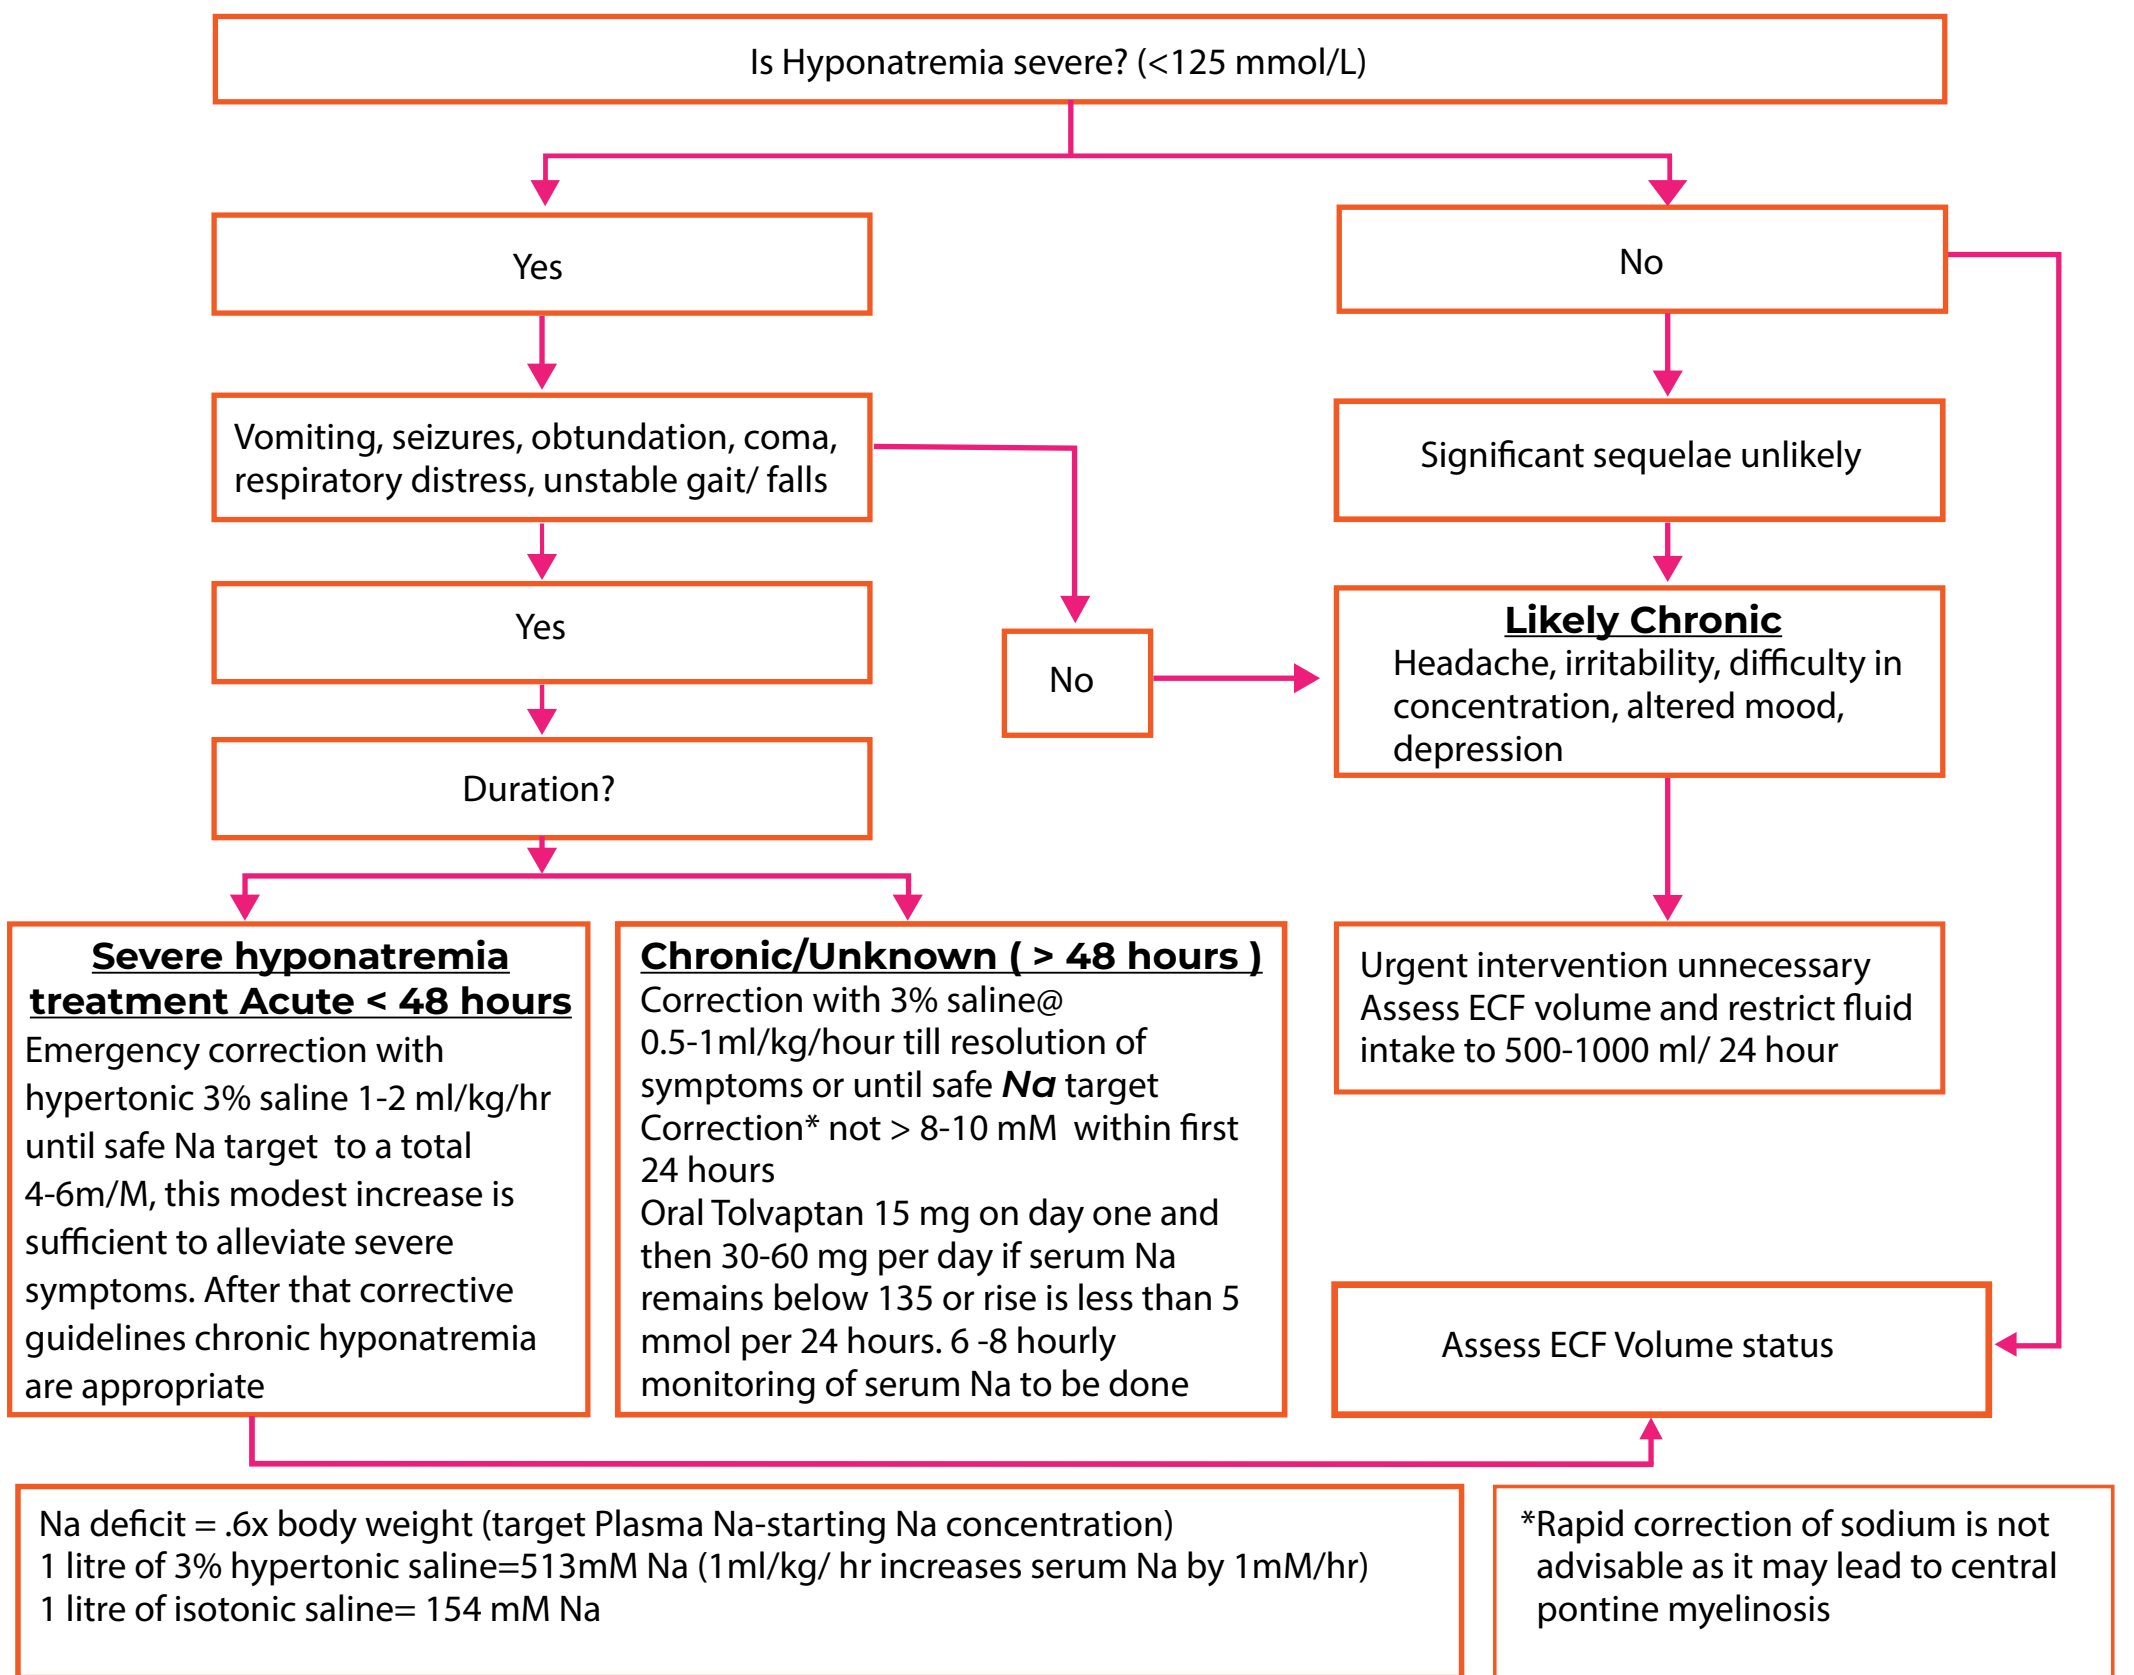 Is Hyponatremia severe? (<125 mmol/L)
Yes
No
Vomiting, seizures, obtundation, coma,
respiratory distress, unstable gait/ falls
Significant sequelae unlikely
Yes
No
Likely Chronic
Headache, irritability, difficulty in
concentration, altered mood,
depression
Duration?
Severe hyponatremia
treatment Acute < 48 hours
Emergency correction with
hypertonic 3% saline 1-2 ml/kg/hr
until safe Na target  to a total
4-6m/M, this modest increase is
sufficient to alleviate severe
symptoms. After that corrective
guidelines chronic hyponatremia
are appropriate
Chronic/Unknown ( > 48 hours )
Correction with 3% saline@
0.5-1ml/kg/hour till resolution of
symptoms or until safe Na target
Correction* not > 8-10 mM  within first
24 hours
Oral Tolvaptan 15 mg on day one and
then 30-60 mg per day if serum Na
remains below 135 or rise is less than 5
mmol per 24 hours. 6 -8 hourly
monitoring of serum Na to be done
Urgent intervention unnecessary
Assess ECF volume and restrict fluid
intake to 500-1000 ml/ 24 hour
Assess ECF Volume status
Na deficit = .6x body weight (target Plasma Na-starting Na concentration)
1 litre of 3% hypertonic saline=513mM Na (1ml/kg/ hr increases serum Na by 1mM/hr)
1 litre of isotonic saline= 154 mM Na
*Rapid correction of sodium is not
advisable as it may lead to central
pontine myelinosis